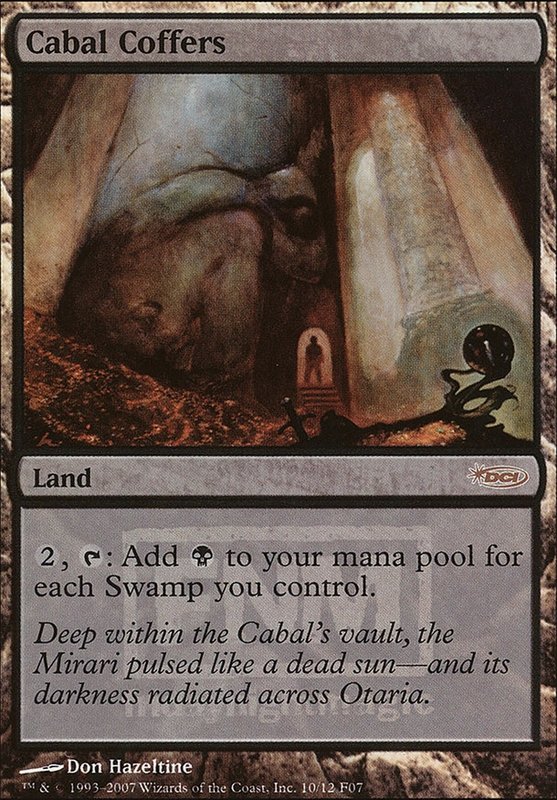 Cabal Coffers
Land
DCI
2, : Add to your mana pool for
each Swamp you control.
Deep within the Cabal's vault, the
Mirari pulsed like a dead sun—and its
darkness radiated across Otaria.
FNM
Don Hazeltine
™ & © 1993-2007 Wizards of the Coast, Inc. 10/12 F07